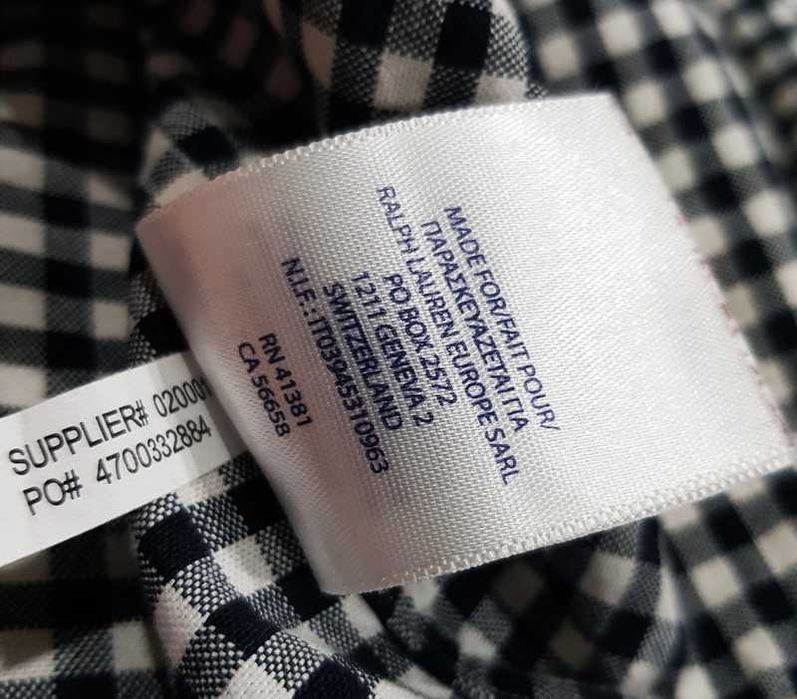 MADE FOR/FAIT POUR/
ΠΑΡΑΣΚΕΥΑΖΕΤΑΙ ΓΙΑ
RALPH LAUREN EUROPE SARL
PO BOX 2572
1211 GENEVA 2
SWITZERLAND
N.I.F.: IT03945310963
RN 41381
CA 56658
SUPPLIER# 020001
PO# 4700332884